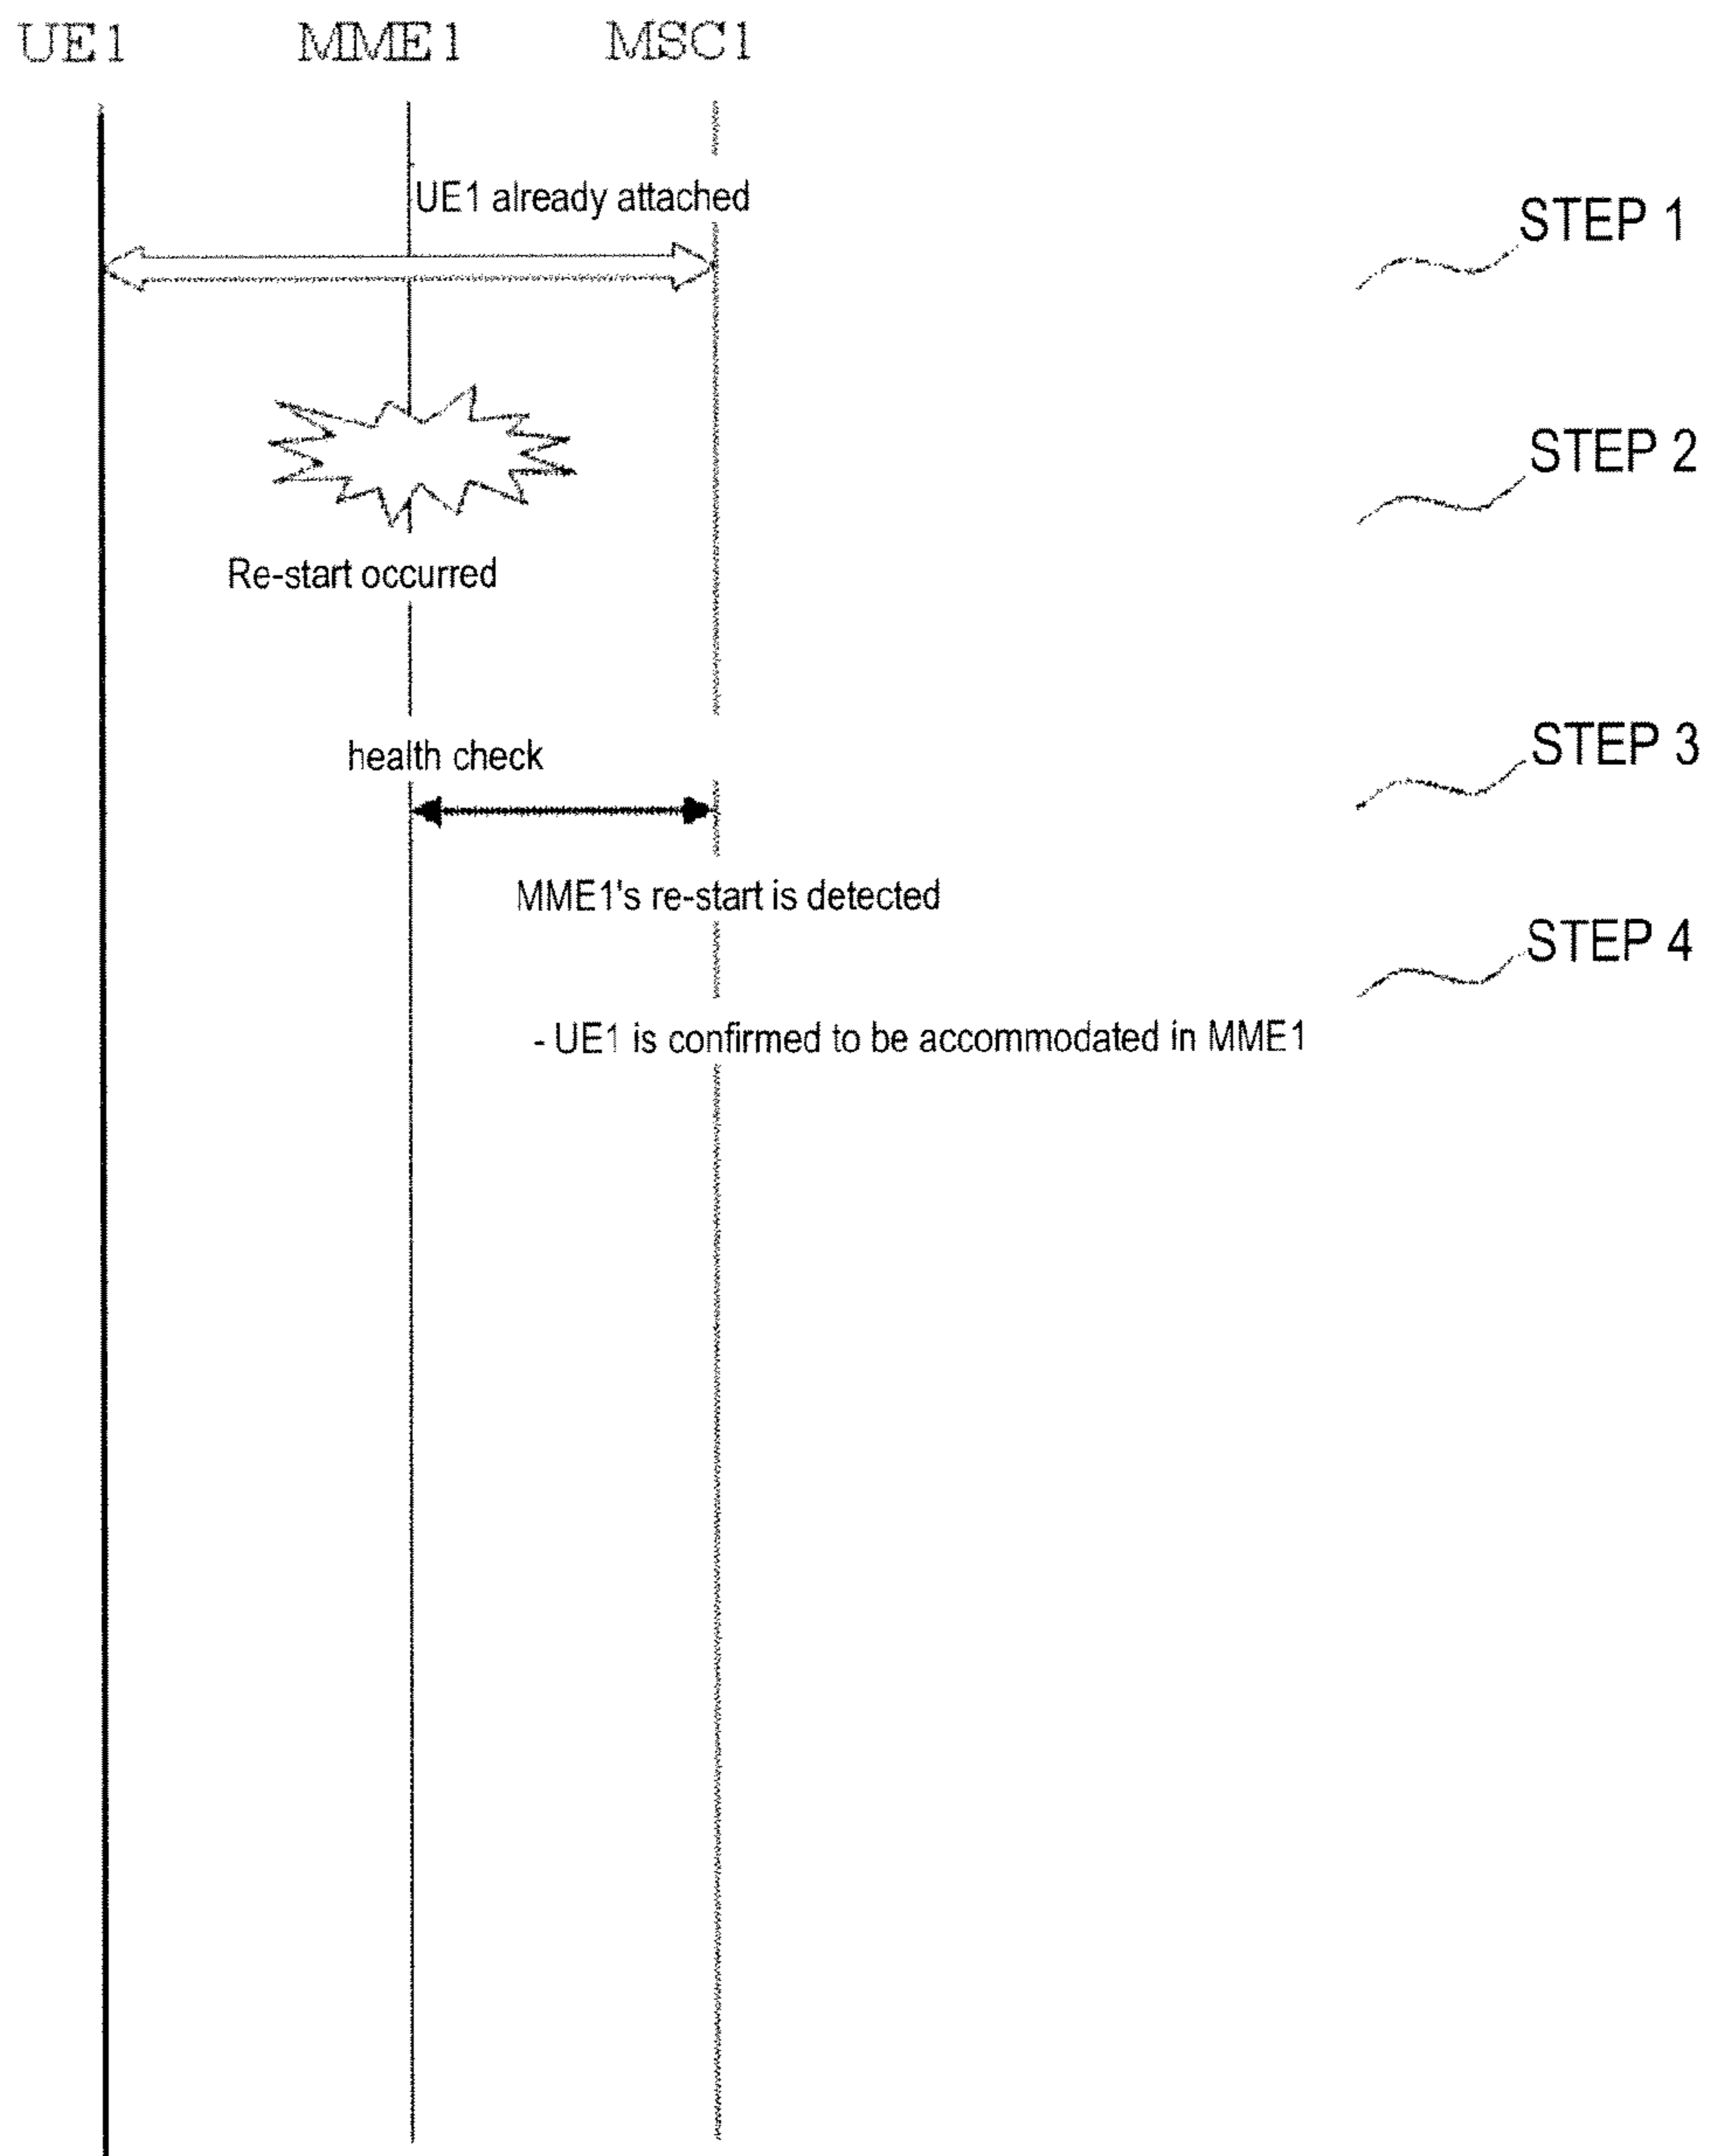 UE1 MME1 MSC1
UE1 already attached
STEP 1
STEP 2
Re-start occurred
STEP 3
health check
MME1's re-start is detected
STEP 4
- UE1 is confirmed to be accommodated in MME1